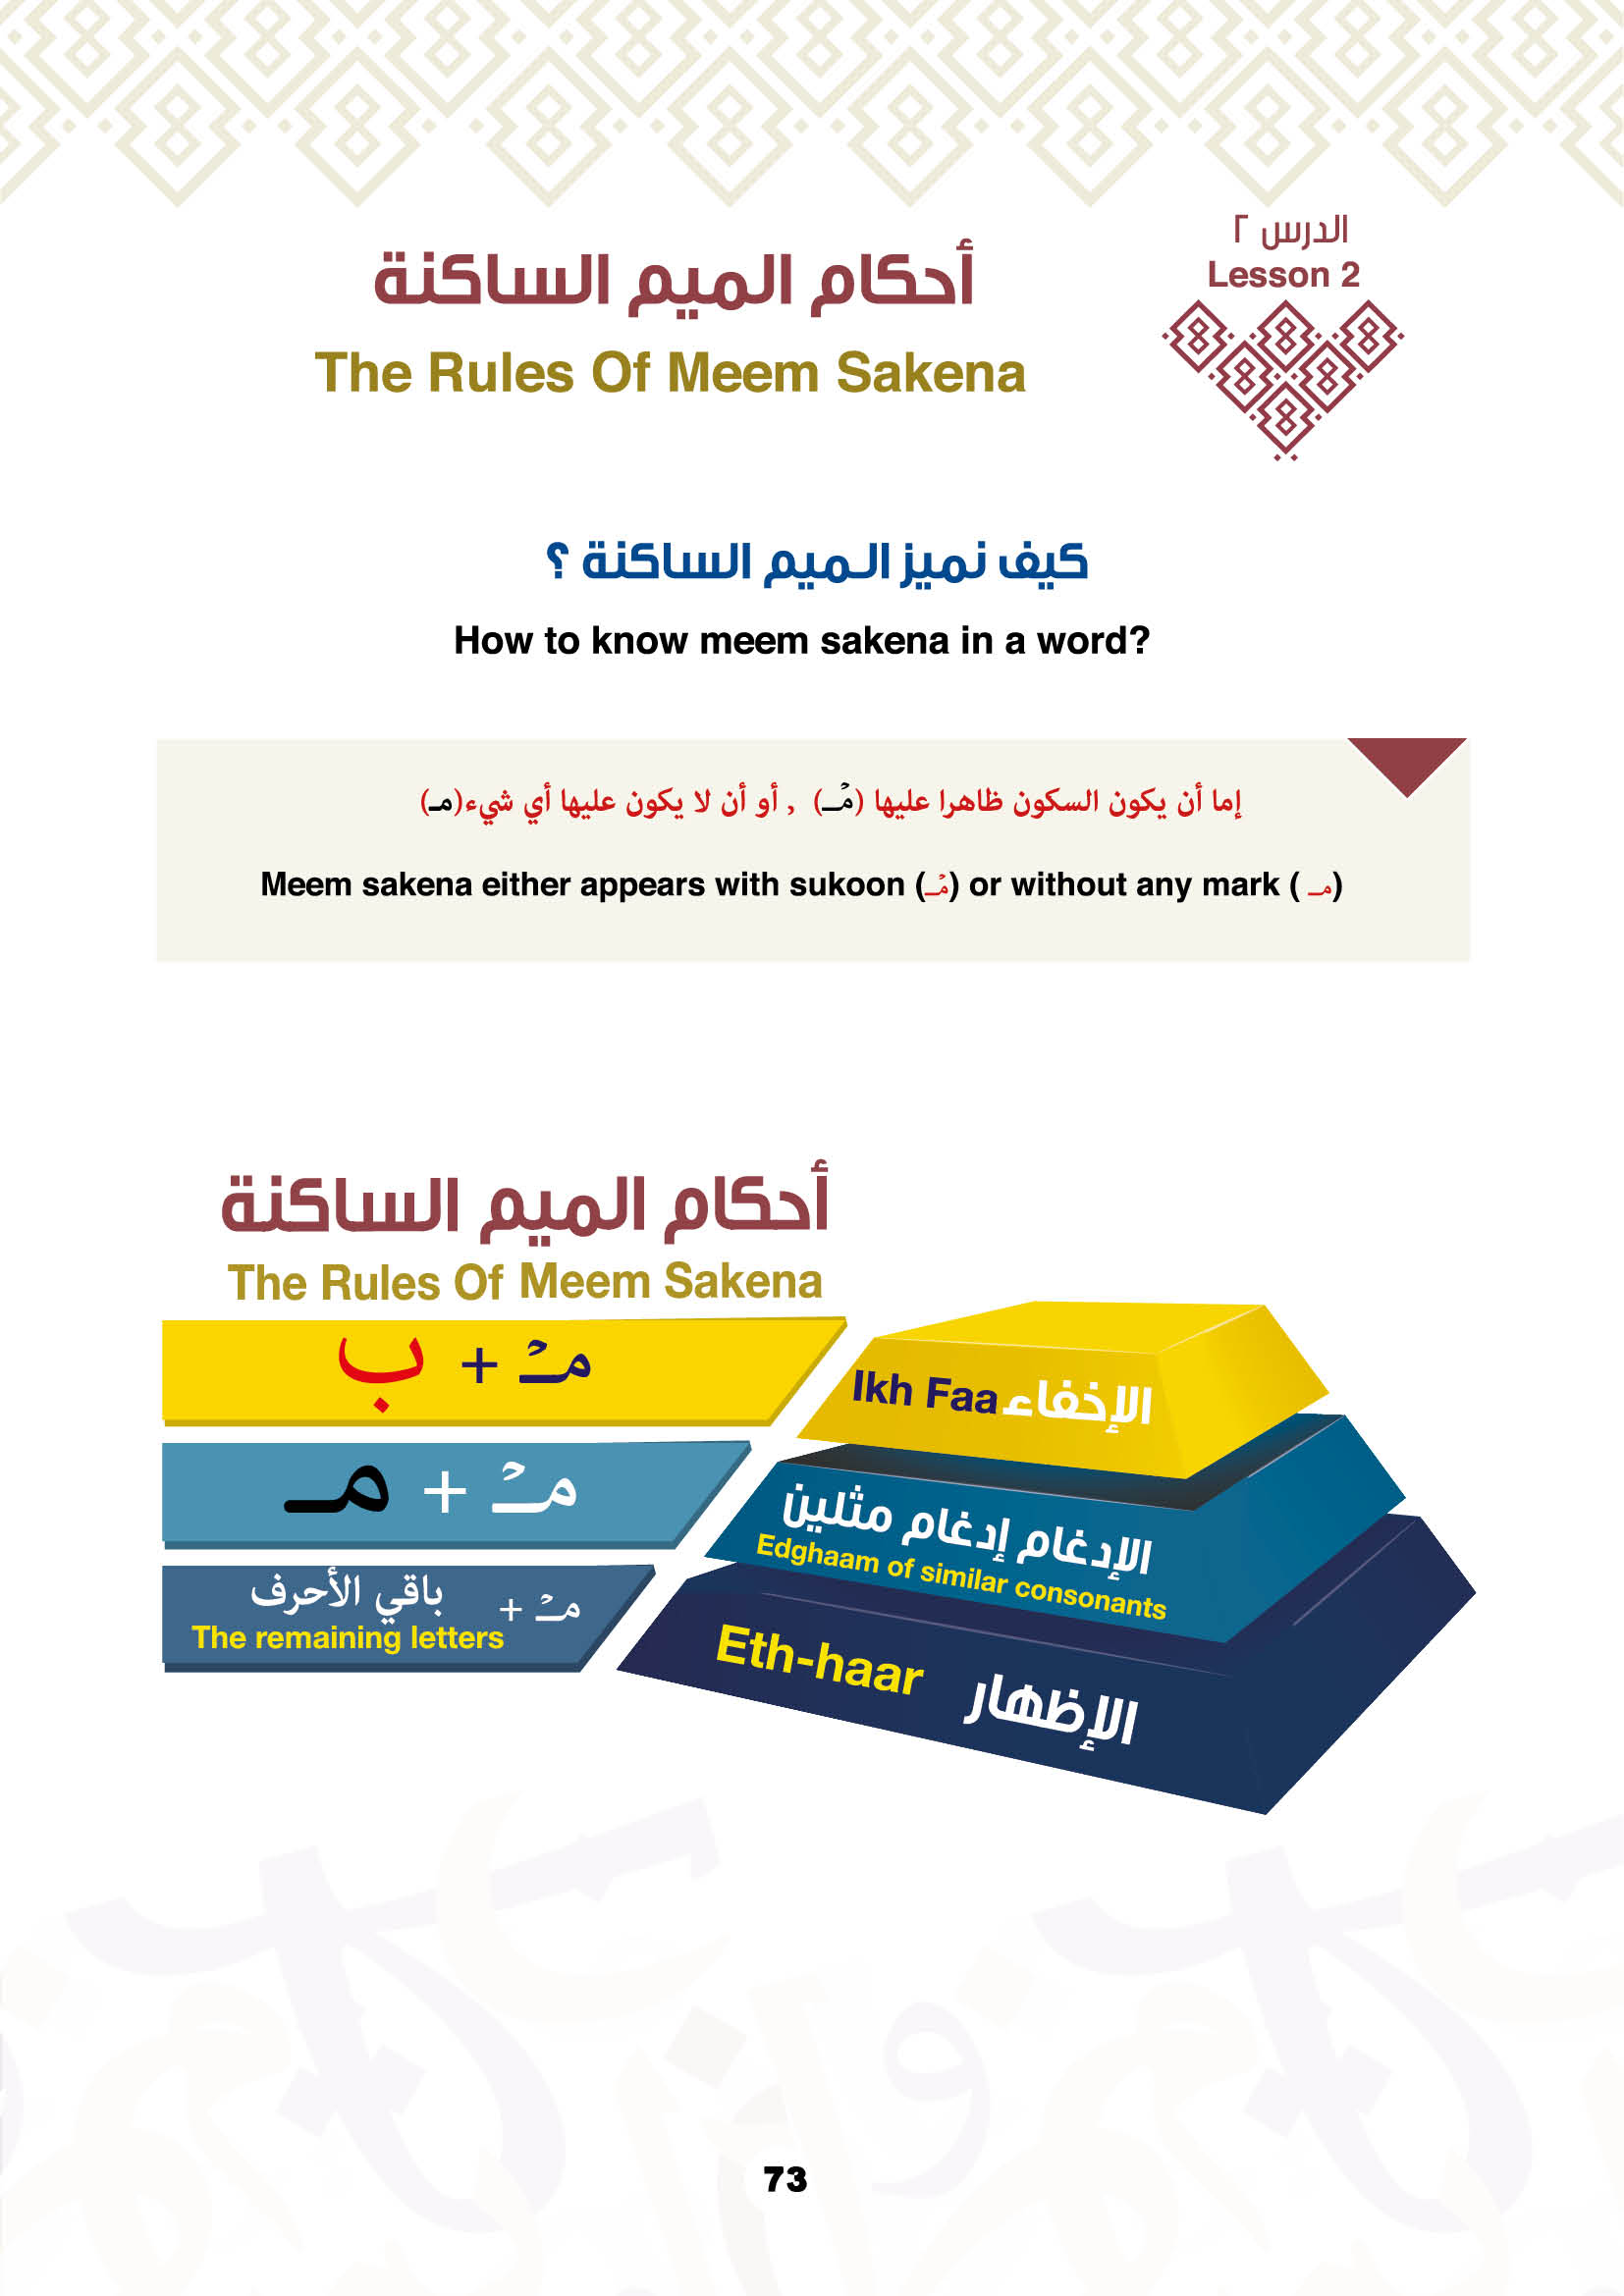 الدرس ٢
Lesson 2
أحكام الميم الساكنة
The Rules Of Meem Sakena
كيف نميز الـميم الساكنة ؟
How to know meem sakena in a word?
إما أن يكون السكون ظاهرا عليها (مْـ) , أو أن لا يكون عليها أي شيء(مـ)
Meem sakena either appears with sukoon (مْـ) or without any mark ( مـ)
أحكام الميم الساكنة
The Rules Of Meem Sakena
مـْ + ب
الإخفاء Ikh Faa
مـْ + مـ
الإدغام إدغام مثلين
Edghaam of similar consonants
مـْ + باقي الأحرف
The remaining letters
الإظهار Eth-haar
73